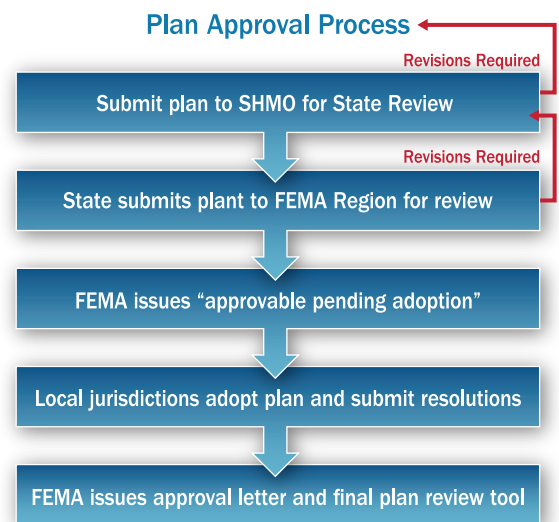 Plan Approval Process
Revisions Required
Submit plan to SHMO for State Review
Revisions Required
State submits plant to FEMA Region for review
FEMA issues “approvable pending adoption”
Local jurisdictions adopt plan and submit resolutions
FEMA issues approval letter and final plan review tool